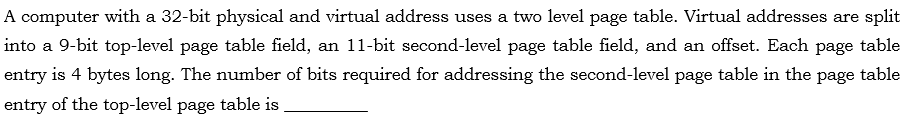 A computer with a 32-bit physical and virtual address uses a two level page table. Virtual addresses are split
into a 9-bit top-level page table field, an 11-bit second-level page table field, and an offset. Each page table
entry is 4 bytes long. The number of bits required for addressing the second-level page table in the page table
entry of the top-level page table is __________